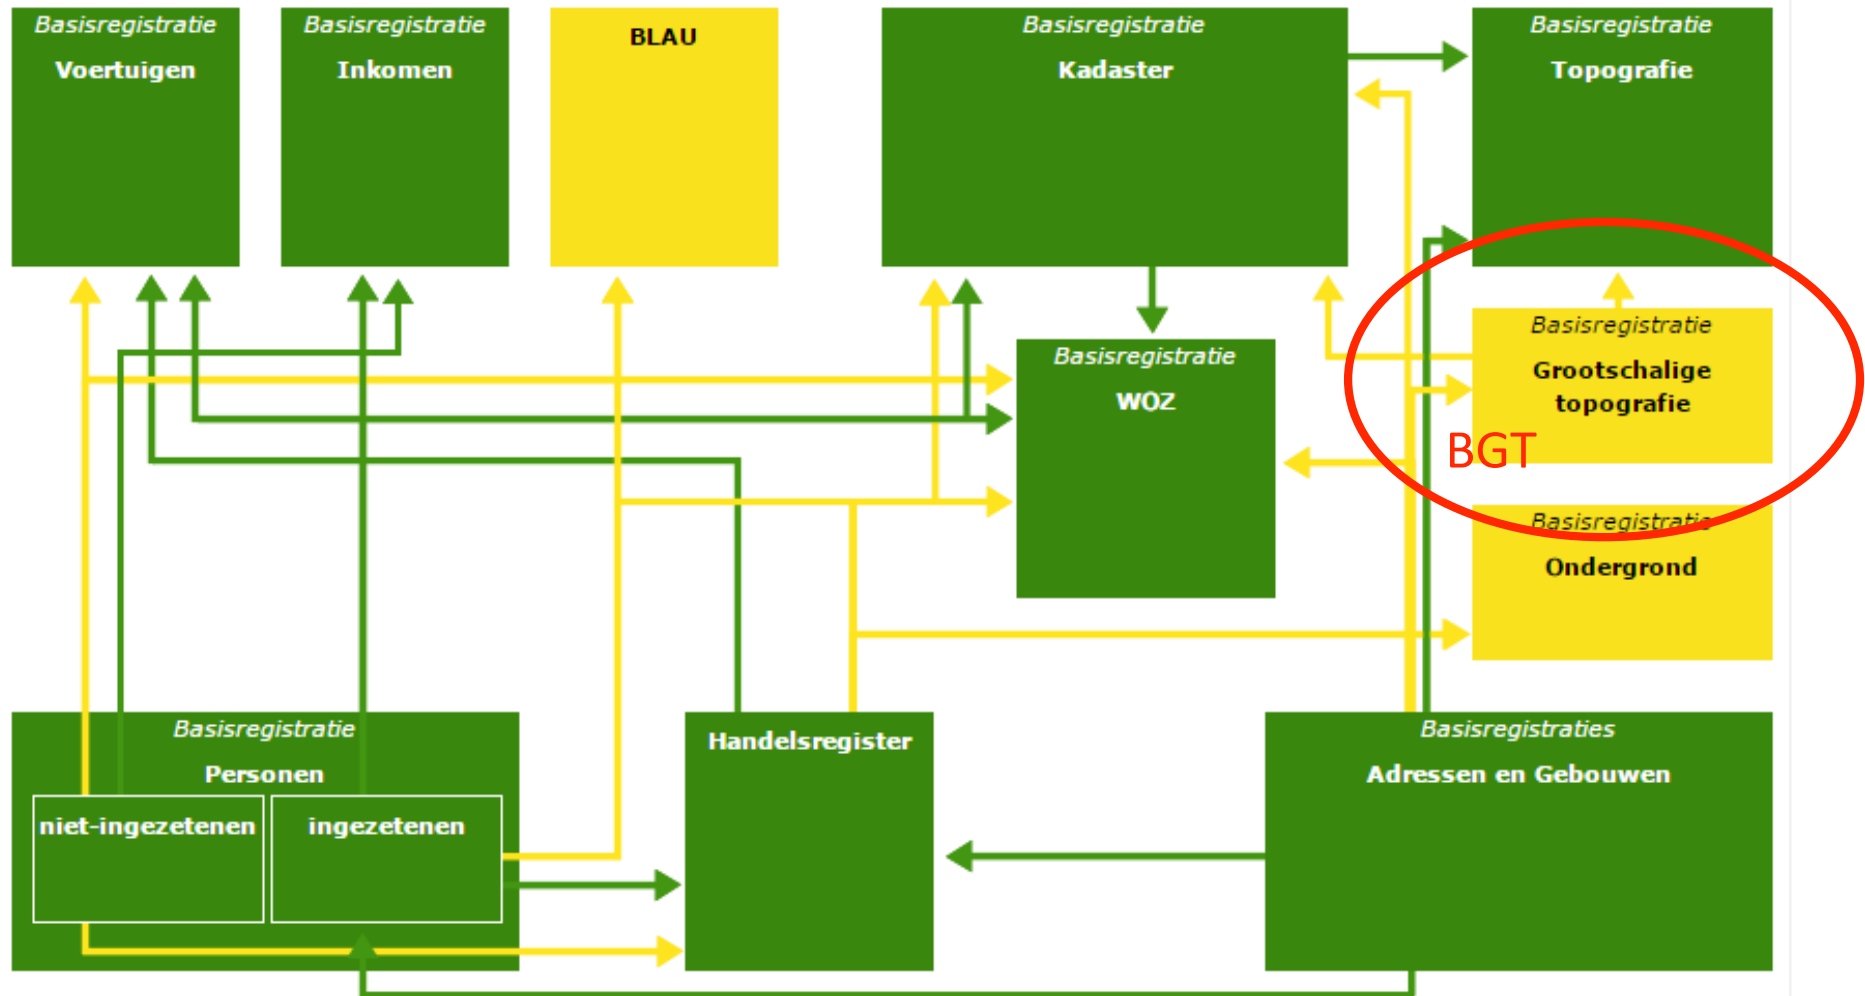 Basisregistratie
Voertuigen
Basisregistratie
Inkomen
BLAU
Basisregistratie
Kadaster
Basisregistratie
Topografie
Basisregistratie
WOZ
Basisregistratie
Grootschalige
topografie
BGT
Basisregistratie
Ondergrond
Basisregistratie
Personen
niet-ingezetenen
ingezetenen
Handelsregister
Basisregistraties
Adressen en Gebouwen